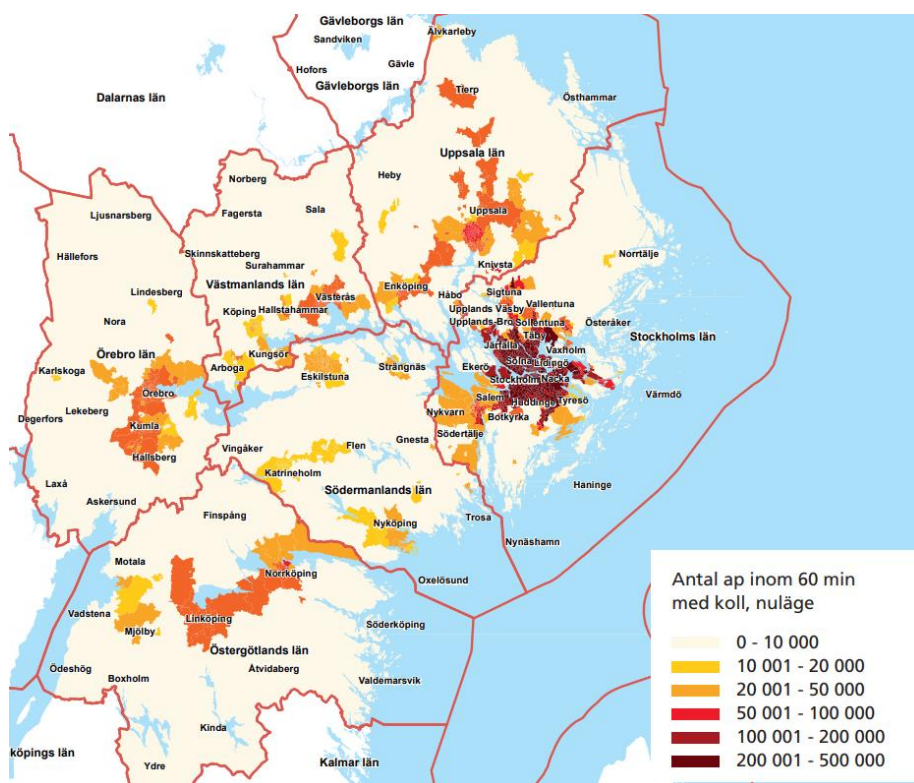 Gävleborgs län
Sandviken
Älvkarleby
Hofors
Gävle
Gävleborgs län
Dalarnas län
Tierp
Östhammar
Uppsala län
Norberg
Heby
Ljusnarsberg
Fagersta
Sala
Uppsala
Hällefors
Skinnskatteberg
Surahammar
Norrtälje
Knivsta
Västmanlands län
Lindesberg
Enköping
Håbo
Sigtuna
Västerås
Köping
Hallstahammar
Vallentuna
Upplands Väsby
Nora
Upplands-Bro
Sollentuna
Österåker
Täby
Stockholms län
Järfälla
Vaxholm
Örebro län
Kungsör
Solna
Lidingö
Karlskoga
Arboga
Strängnäs
Ekerö
Eskilstuna
Stockholm
Nacka
Örebro
Värmdö
Salem
Huddinge
Tyresö
Degerfors
Lekeberg
Nykvarn
Botkyrka
Kumla
Södertälje
Gnesta
Flen
Vingåker
Hallsberg
Katrineholm
Laxå
Haninge
Södermanlands län
Askersund
Finspång
Trosa
Nyköping
Nynäshamn
Motala
Norrköping
Oxelösund
Vadstena
Linköping
Söderköping
Mjölby
Östergötlands län
Ödeshög
Åtvidaberg
Boxholm
Valdemarsvik
Kinda
köpings län
Kalmar län
Ydre
Antal ap inom 60 min
med koll, nuläge
0 - 10 000
10 001 - 20 000
20 001 - 50 000
50 001 - 100 000
100 001 - 200 000
200 001 - 500 000